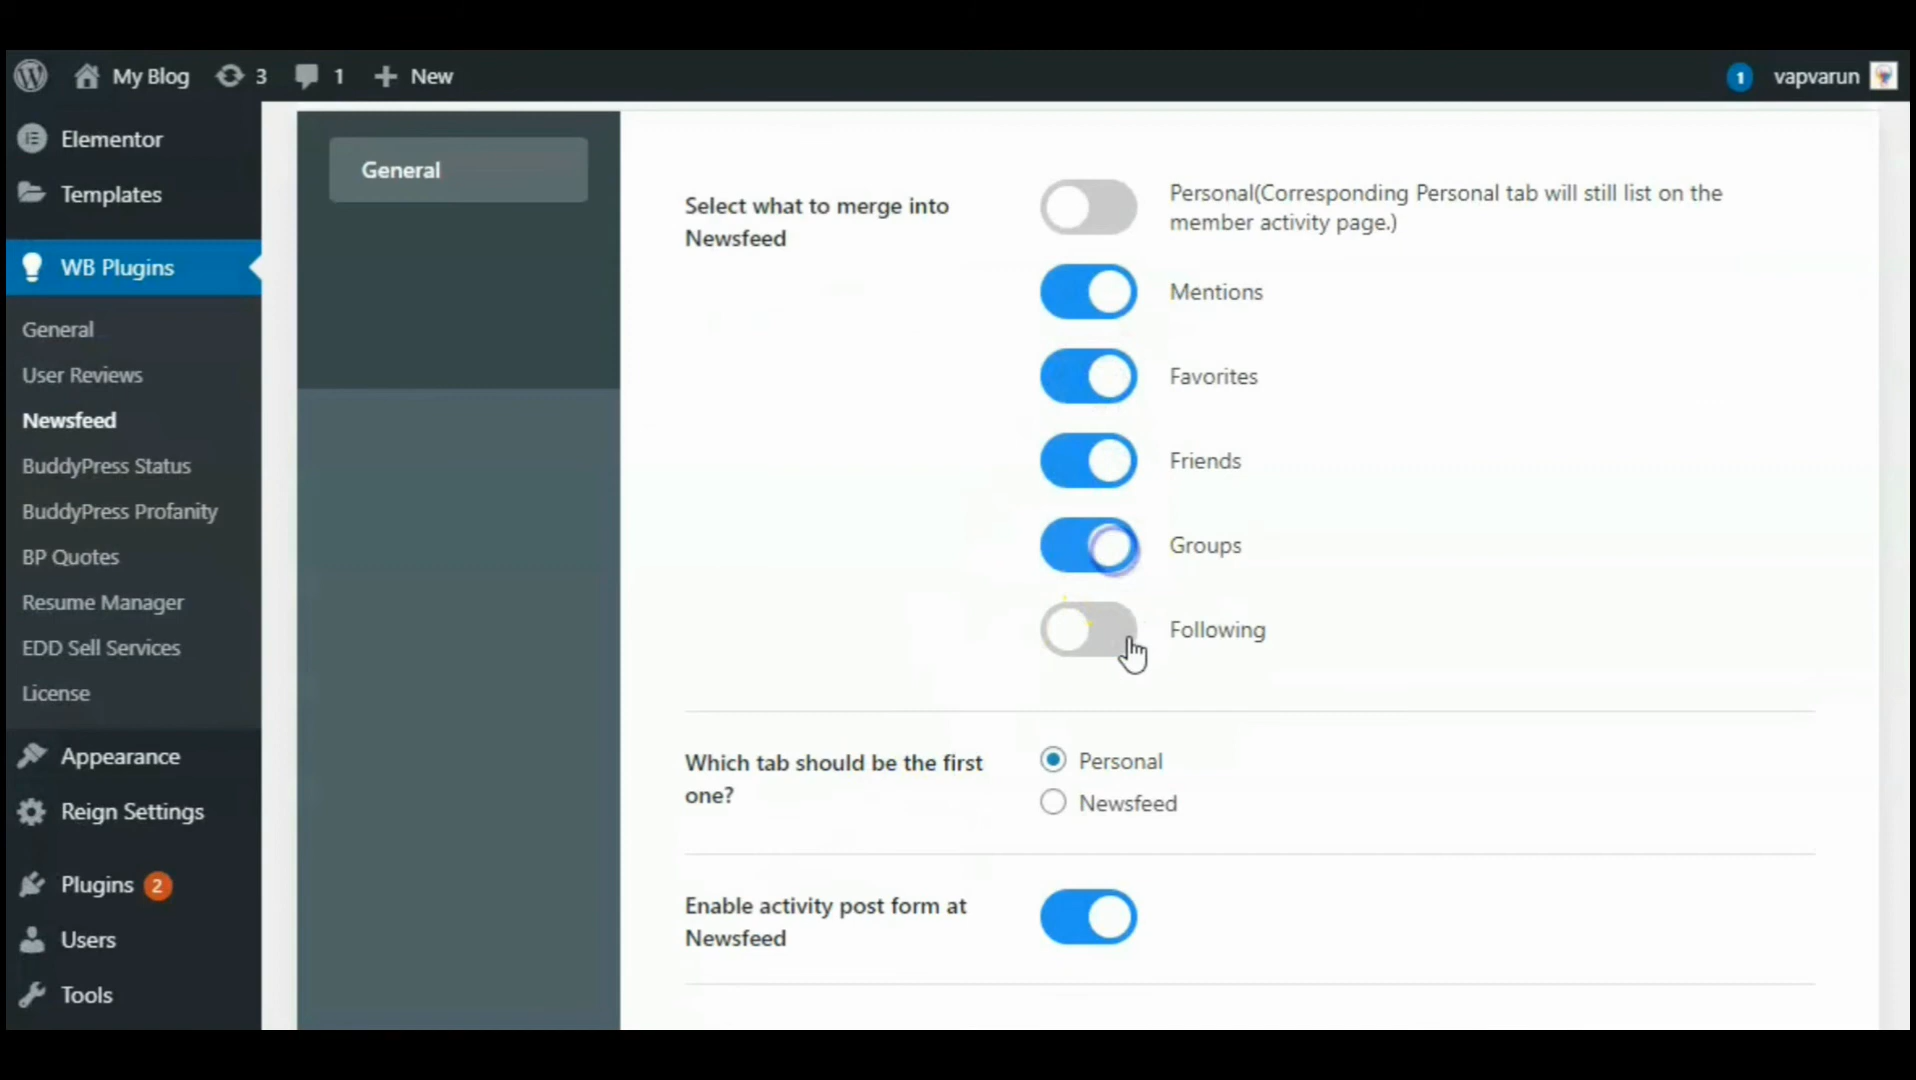 My Blog 3 1 New 1 vapvarun
Elementor
Templates
WB Plugins
General
User Reviews
Newsfeed
BuddyPress Status
BuddyPress Profanity
BP Quotes
Resume Manager
EDD Sell Services
License
Appearance
Reign Settings
Plugins 2
Users
Tools
General
Select what to merge into
Newsfeed
Personal(Corresponding Personal tab will still list on the
member activity page.)
Mentions
Favorites
Friends
Groups
Following
Which tab should be the first
one?
Personal
Newsfeed
Enable activity post form at
Newsfeed